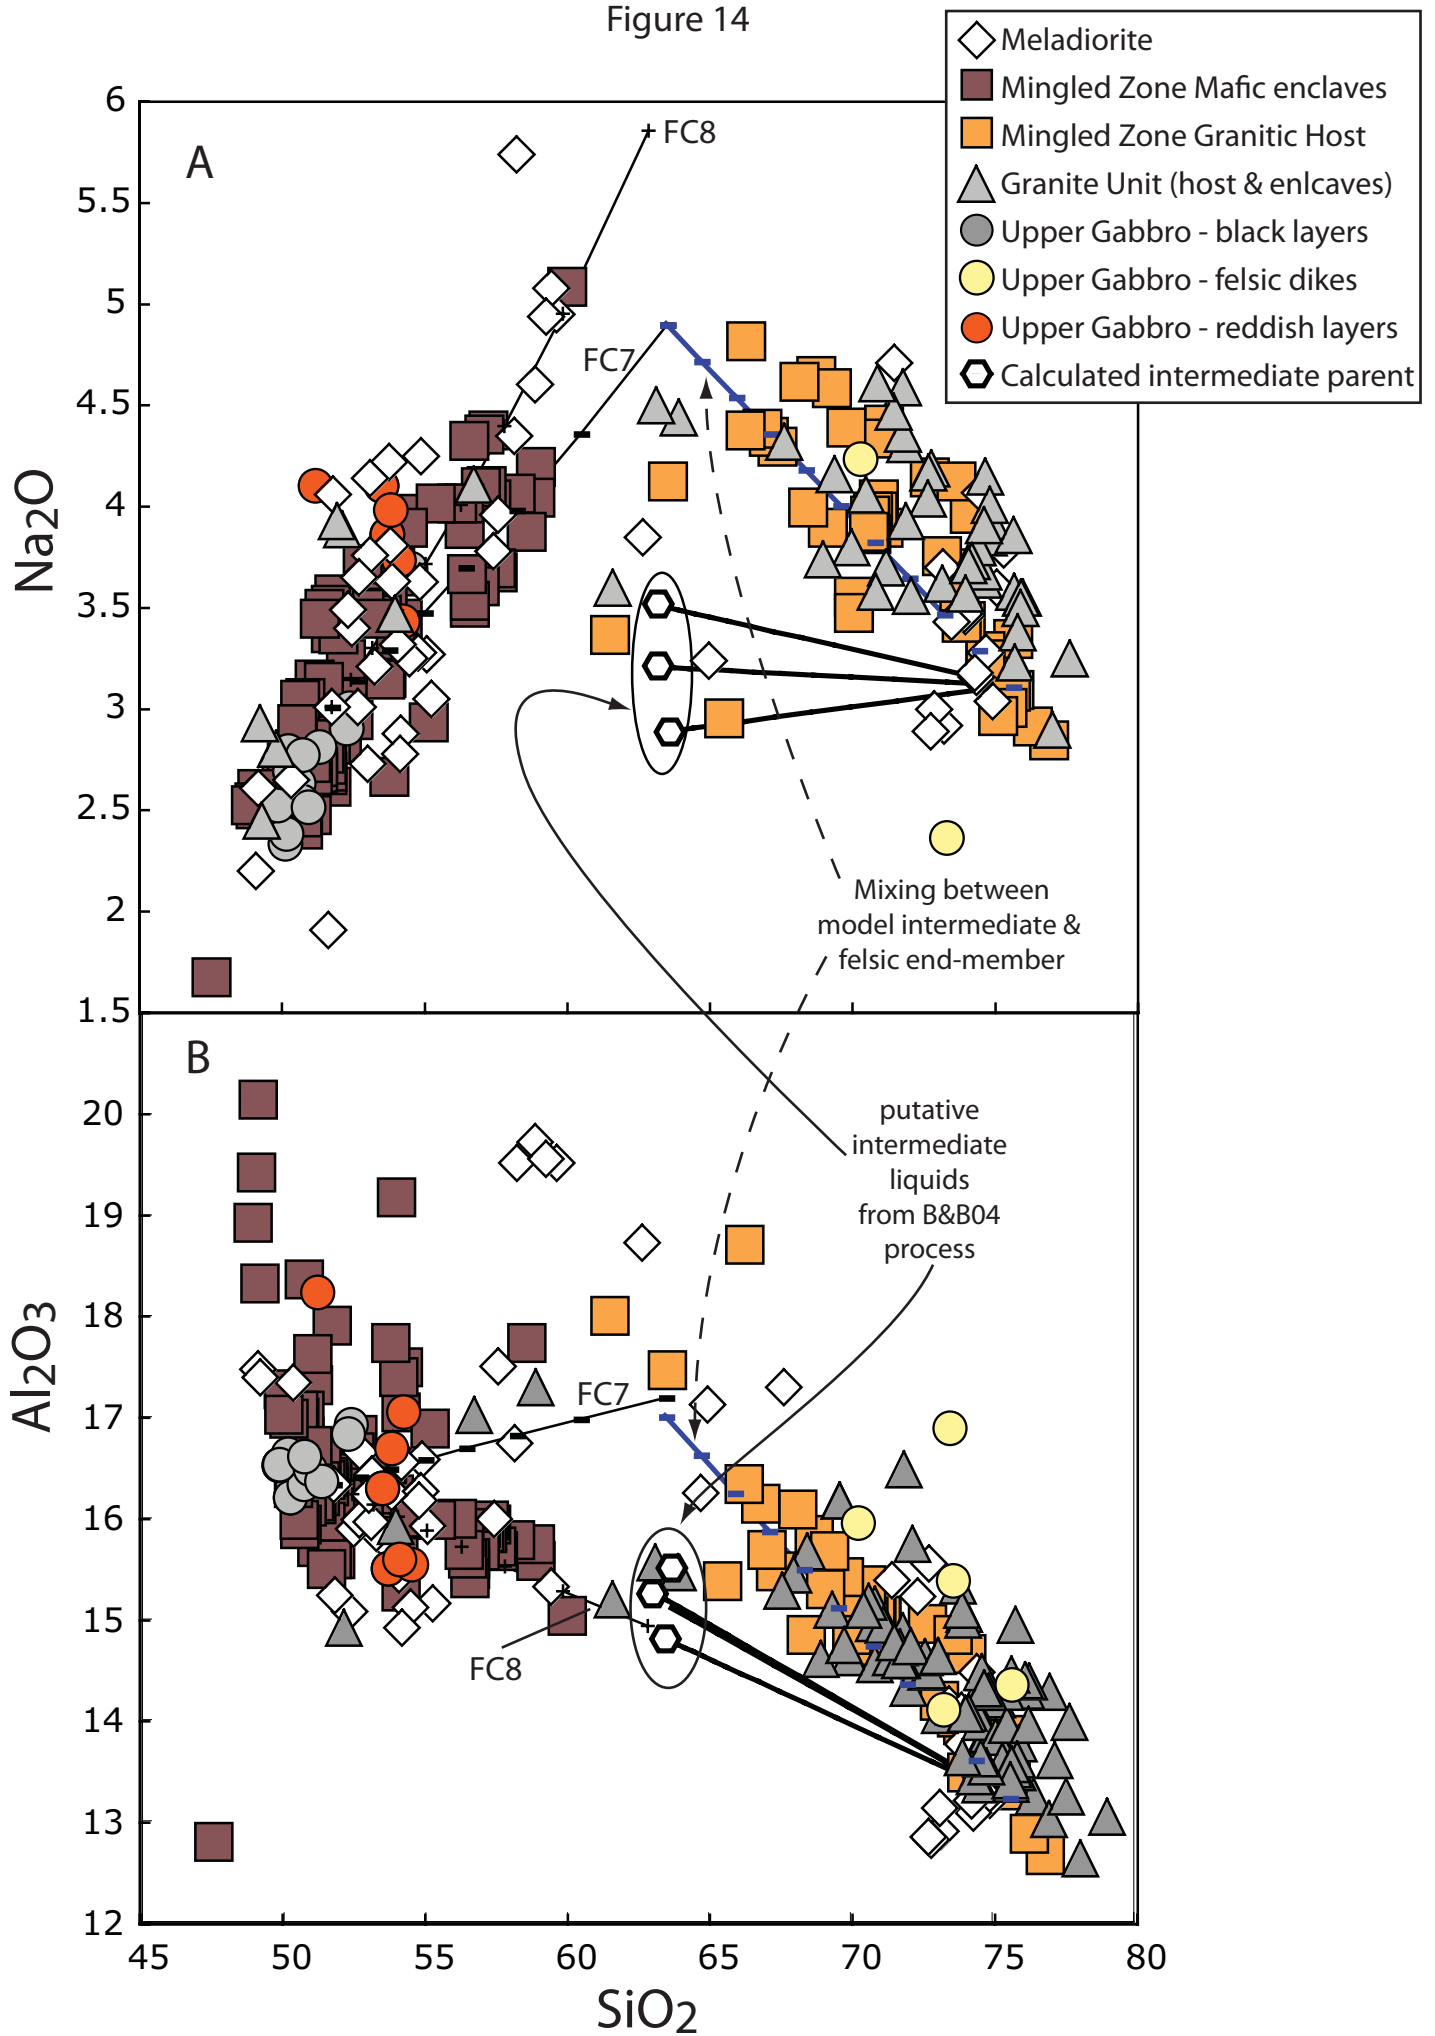 Figure 14
Meladiorite
Mingled Zone Mafic enclaves
Mingled Zone Granitic Host
Granite Unit (host & enlcaves)
Upper Gabbro - black layers
Upper Gabbro - felsic dikes
Upper Gabbro - reddish layers
Calculated intermediate parent
A
6
5.5
5
4.5
4
3.5
3
2.5
2
1.5
Na2O
FC8
FC7
Mixing between
model intermediate &
felsic end-member
B
20
19
18
17
16
15
14
13
12
Al2O3
putative
intermediate
liquids
from B&B04
process
FC7
FC8
45
50
55
60
65
70
75
80
SiO2